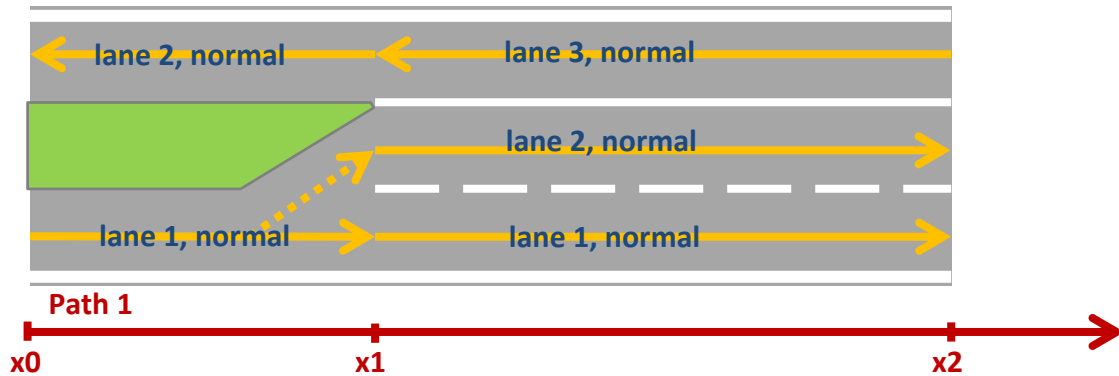 lane 2, normal
lane 3, normal
lane 2, normal
lane 1, normal
lane 1, normal
Path 1
x0
x1
x2